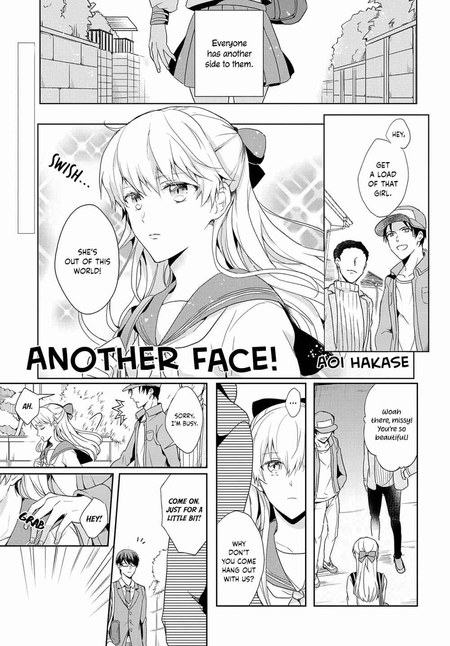 Everyone
has another
side to them.
HEY,
GET
A LOAD
OF THAT
GIRL.
SWISH...
SHE'S
OUT OF THIS
WORLD!
ANOTHER FACE!
AOI HAKASE
Woah
there, missy!
You're so
beautiful!
...
WHY
DON'T
YOU COME
HANG OUT
WITH US?
SORRY,
I'M BUSY.
AH.
COME ON,
JUST FOR A
LITTLE BIT!
GRAB
HEY!